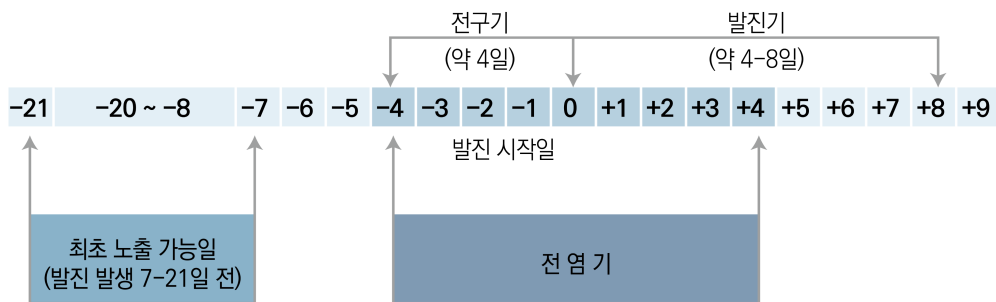 전구기
(약 4일)
발진기
(약 4-8일)
-21 -20 ~ -8 -7 -6 -5 -4 -3 -2 -1 0 +1 +2 +3 +4 +5 +6 +7 +8 +9
발진 시작일
최초 노출 가능일
(발진 발생 7-21일 전)
전 염 기